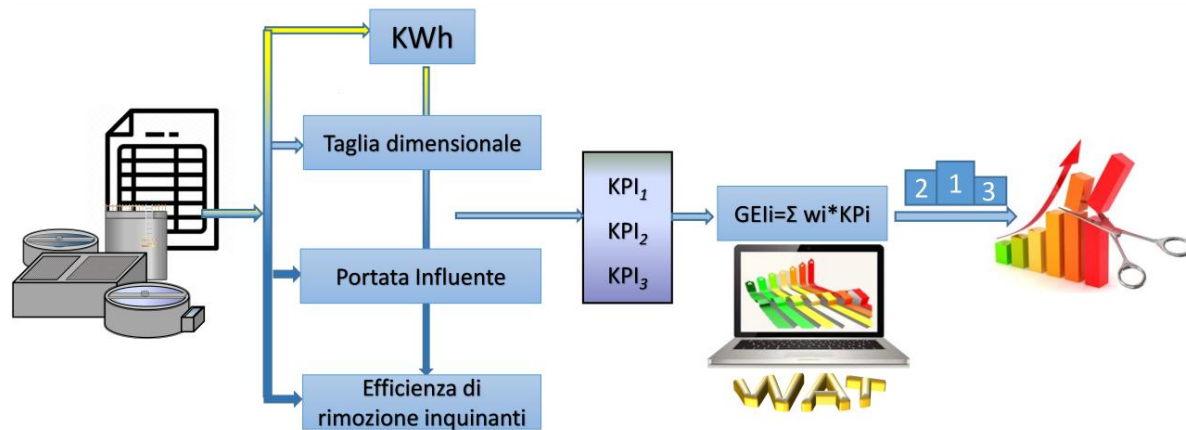 KWh
Taglia dimensionale
Portata Influente
Efficienza di
rimozione inquinanti
KPI1
KPI2
KPI3
GEIi=Σ wi*KPi
WAT
2 1 3